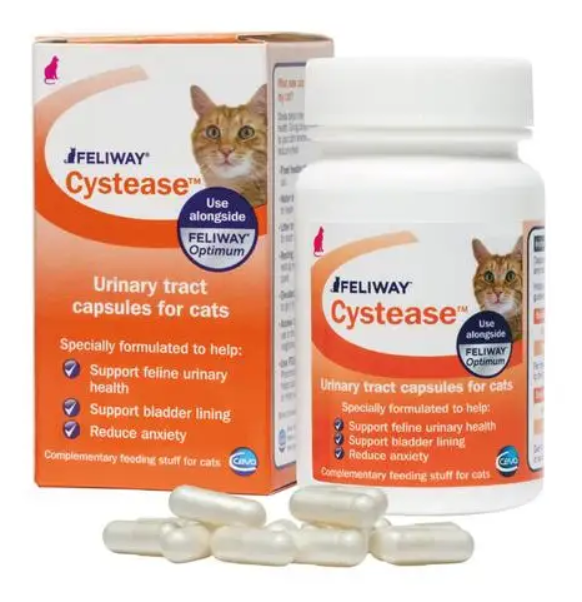 FELIWAY®
Cystease™
Use
alongside
FELIWAY®
Optimum
Urinary tract
capsules for cats
Specially formulated to help:
Support feline urinary
health
Support bladder lining
Reduce anxiety
Complementary feeding stuff for cats
Ceva
FELIWAY
Cystease™
Use
alongside
FELIWAY
Optimum
Urinary tract capsules for cats
Specially formulated to help:
Support feline urinary health
Support bladder lining
Reduce anxiety
Complementary feeding stuff for cats
Ceva